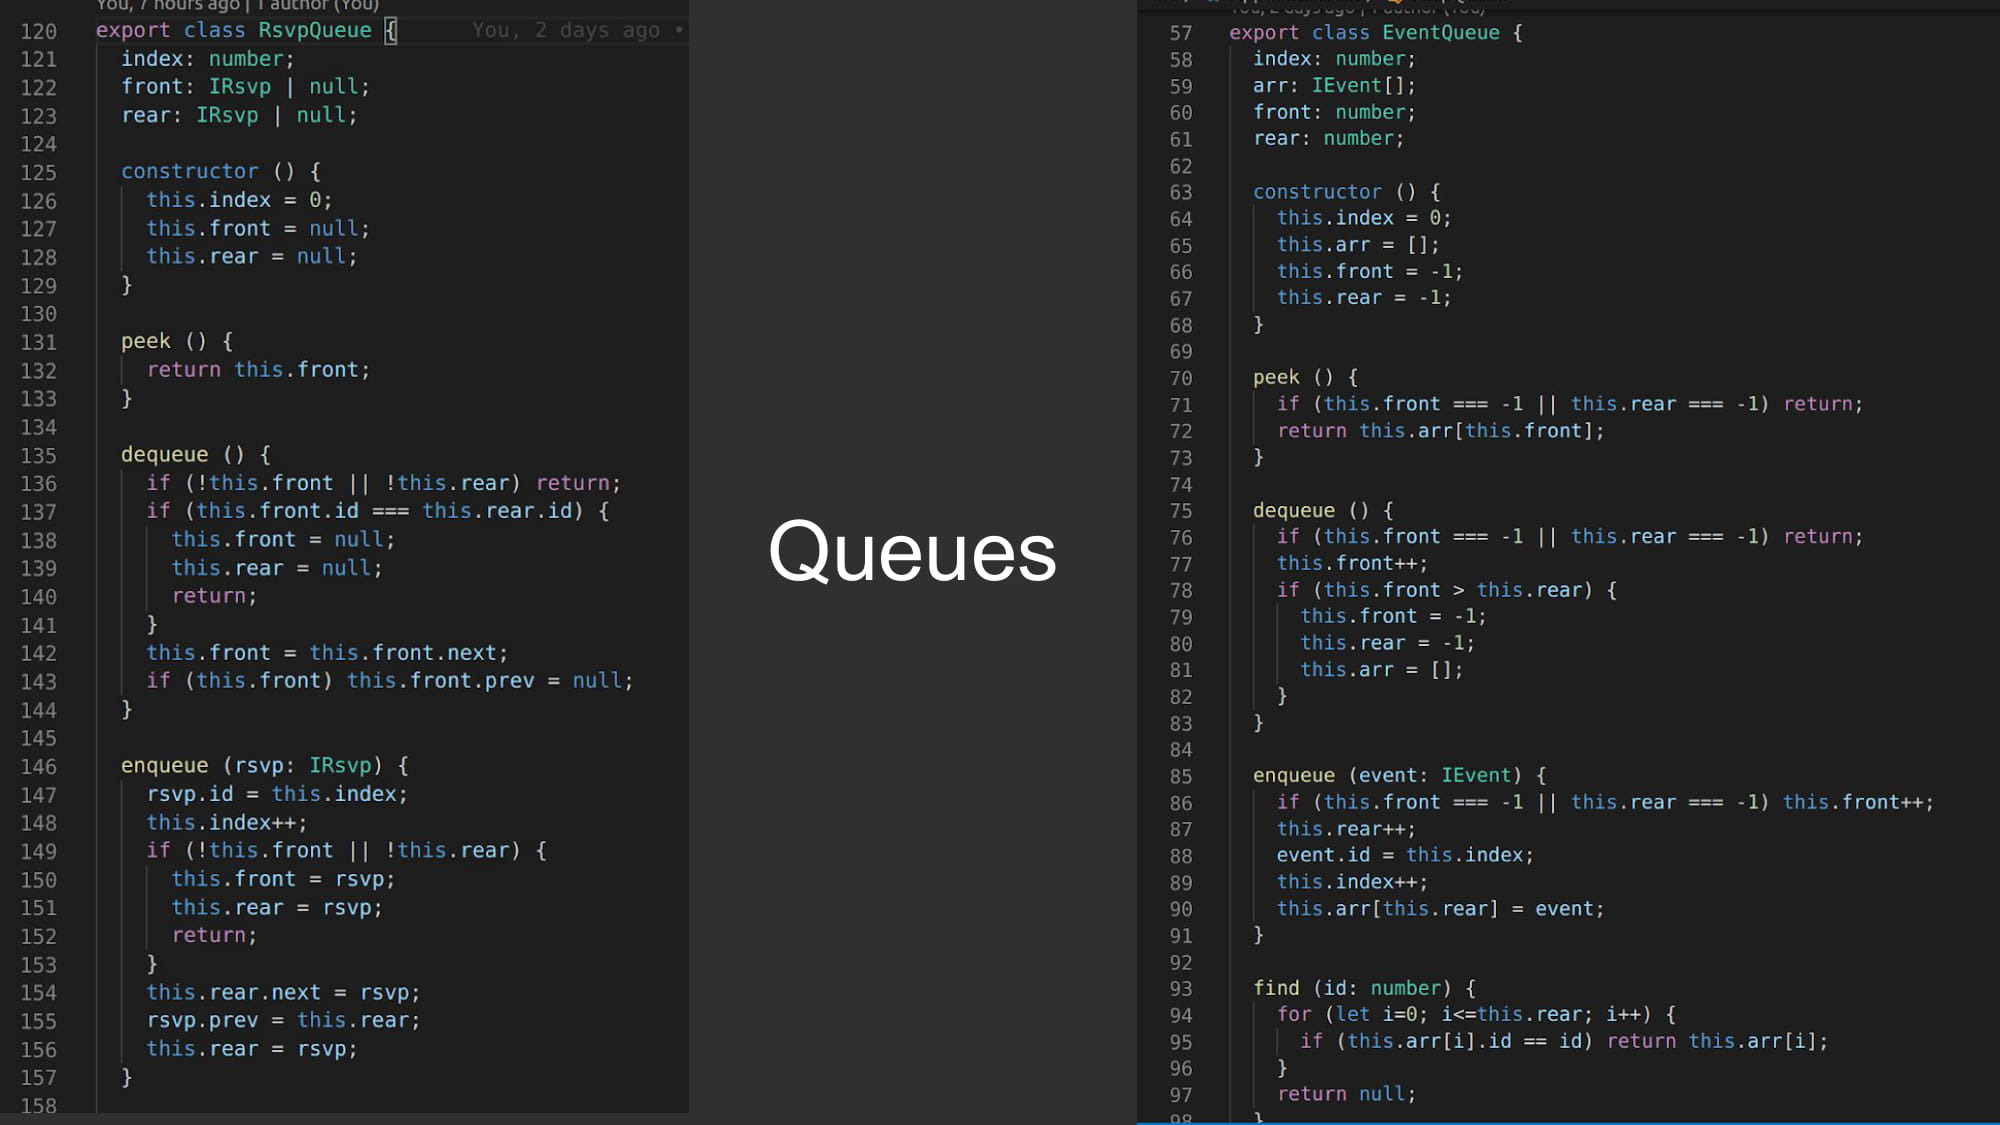 You, 7 hours ago | 1 author (You)
120 export class RsvpQueue { You, 2 days ago •
121 index: number;
122 front: IRsvp | null;
123 rear: IRsvp | null;
124
125 constructor () {
126 this.index = 0;
127 this.front = null;
128 this.rear = null;
129 }
130
131 peek () {
132 return this.front;
133 }
134
135 dequeue () {
136 if (!this.front || !this.rear) return;
137 if (this.front.id === this.rear.id) {
138 this.front = null;
139 this.rear = null;
140 return;
141 }
142 this.front = this.front.next;
143 if (this.front) this.front.prev = null;
144 }
145
146 enqueue (rsvp: IRsvp) {
147 rsvp.id = this.index;
148 this.index++;
149 if (!this.front || !this.rear) {
150 this.front = rsvp;
151 this.rear = rsvp;
152 return;
153 }
154 this.rear.next = rsvp;
155 rsvp.prev = this.rear;
156 this.rear = rsvp;
157 }
158
Queues
57 export class EventQueue {
58 index: number;
59 arr: IEvent[];
60 front: number;
61 rear: number;
62
63 constructor () {
64 this.index = 0;
65 this.arr = [];
66 this.front = -1;
67 this.rear = -1;
68 }
69
70 peek () {
71 if (this.front === -1 || this.rear === -1) return;
72 return this.arr[this.front];
73 }
74
75 dequeue () {
76 if (this.front === -1 || this.rear === -1) return;
77 this.front++;
78 if (this.front > this.rear) {
79 this.front = -1;
80 this.rear = -1;
81 this.arr = [];
82 }
83 }
84
85 enqueue (event: IEvent) {
86 if (this.front === -1 || this.rear === -1) this.front++;
87 this.rear++;
88 event.id = this.index;
89 this.index++;
90 this.arr[this.rear] = event;
91 }
92
93 find (id: number) {
94 for (let i=0; i<=this.rear; i++) {
95 if (this.arr[i].id == id) return this.arr[i];
96 }
97 return null;
98 }